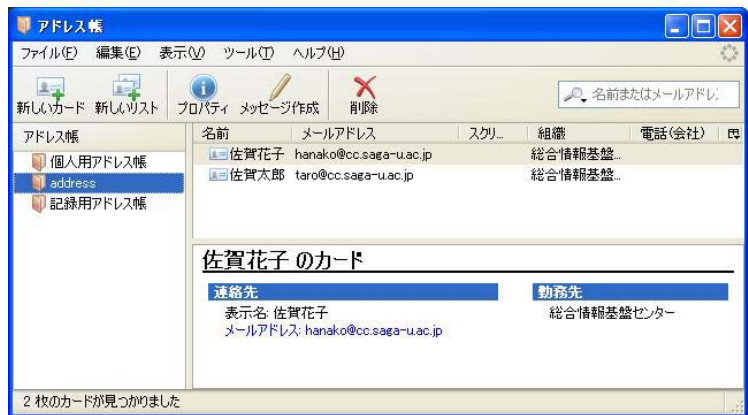 アドレス帳
ファイル(F) 編集(E) 表示(V) ツール(T) ヘルプ(H)
新しいカード 新しいリスト プロパティ メッセージ作成 削除 名前またはメールアドレ
アドレス帳
個人用アドレス帳
address
記録用アドレス帳
名前 メールアドレス スクリ... 組織 電話(会社)
佐賀花子 hanako@cc.saga-u.ac.jp 総合情報基盤...
佐賀太郎 taro@cc.saga-u.ac.jp 総合情報基盤...
佐賀花子 のカード
連絡先 勤務先
表示名: 佐賀花子 総合情報基盤センター
メールアドレス: hanako@cc.saga-u.ac.jp
2 枚のカードが見つかりました